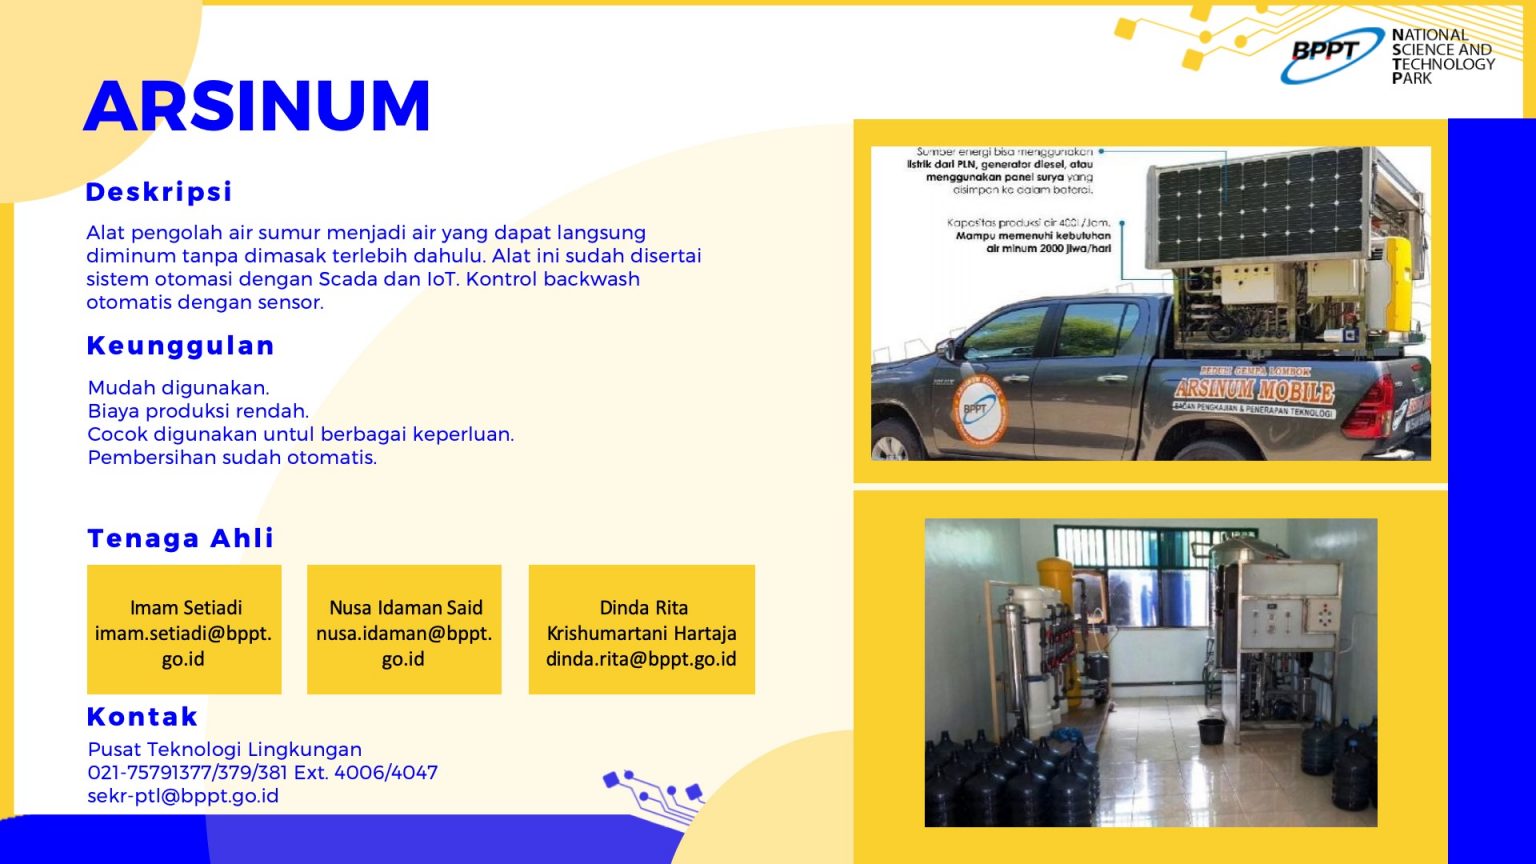 BPPT
NATIONAL
SCIENCE AND
TECHNOLOGY
PARK
ARSINUM
Deskripsi
Alat pengolah air sumur menjadi air yang dapat langsung
diminum tanpa dimasak terlebih dahulu. Alat ini sudah disertai
sistem otomasi dengan Scada dan IoT. Kontrol backwash
otomatis dengan sensor.
Keunggulan
Mudah digunakan.
Biaya produksi rendah.
Cocok digunakan untul berbagai keperluan.
Pembersihan sudah otomatis.
Tenaga Ahli
Imam Setiadi
imam.setiadi@bppt.
go.id
Nusa Idaman Said
nusa.idaman@bppt.
go.id
Dinda Rita
Krishumartani Hartaja
dinda.rita@bppt.go.id
Kontak
Pusat Teknologi Lingkungan
021-75791377/379/381 Ext. 4006/4047
sekr-ptl@bppt.go.id
Sumber energi bisa menggunakan
listrik dari PLN, generator diesel, atau
menggunakan panel surya yang
disimpan ke dalam baterai.
Kapasitas produksi air 400L/Jam.
Mampu memenuhi kebutuhan
air minum 2000 jiwa/hari
PEDULI GEMPA LOMBOK
ARSINUM MOBILE
BADAN PENGKAJIAN & PENERAPAN TEKNOLOGI
ARSINUM MOBILE
BPPT